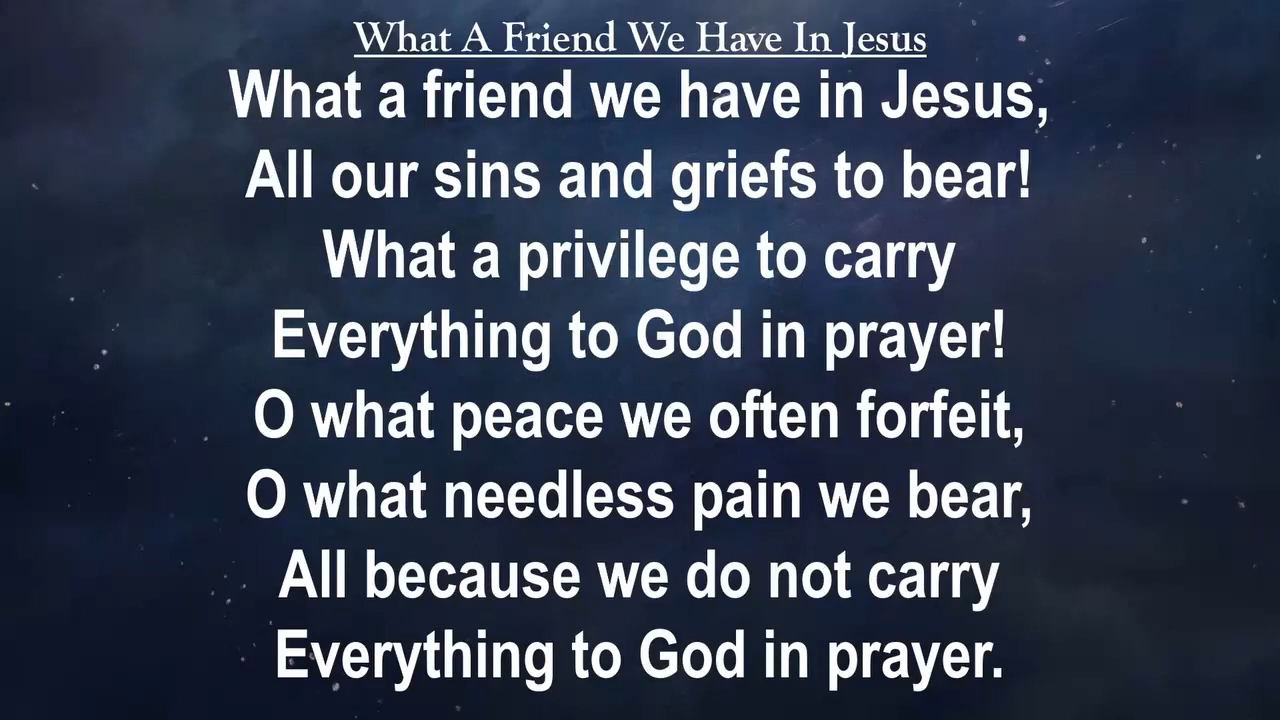 What A Friend We Have In Jesus
What a friend we have in Jesus,
All our sins and griefs to bear!
What a privilege to carry
Everything to God in prayer!
O what peace we often forfeit,
O what needless pain we bear,
All because we do not carry
Everything to God in prayer.